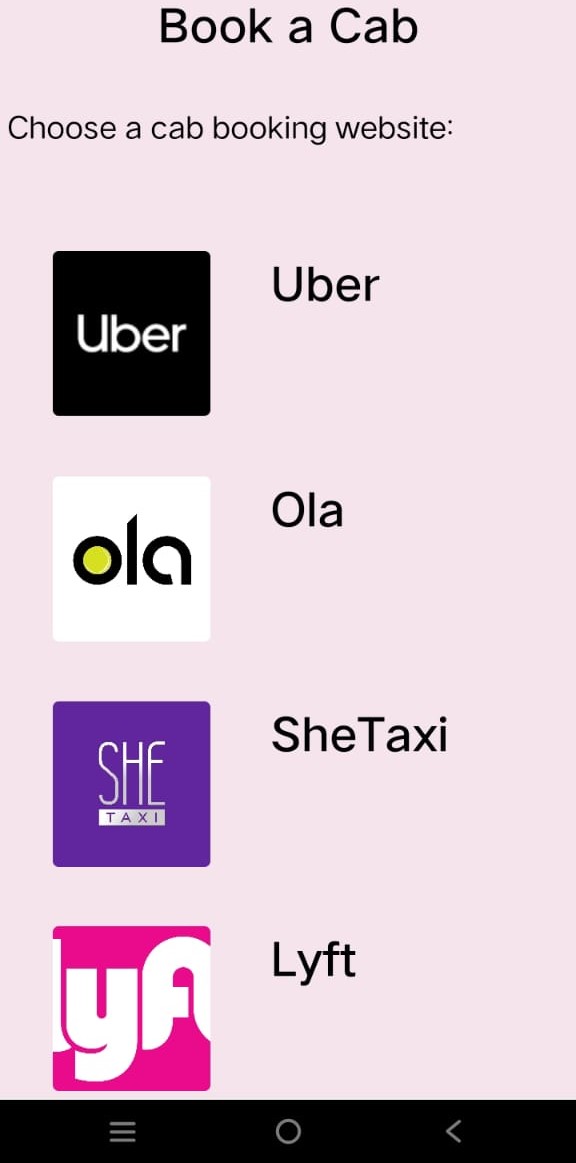 Book a Cab
Choose a cab booking website:
Uber
Uber
Ola
ola
SheTaxi
SHE
TAXI
Lyft
lyft